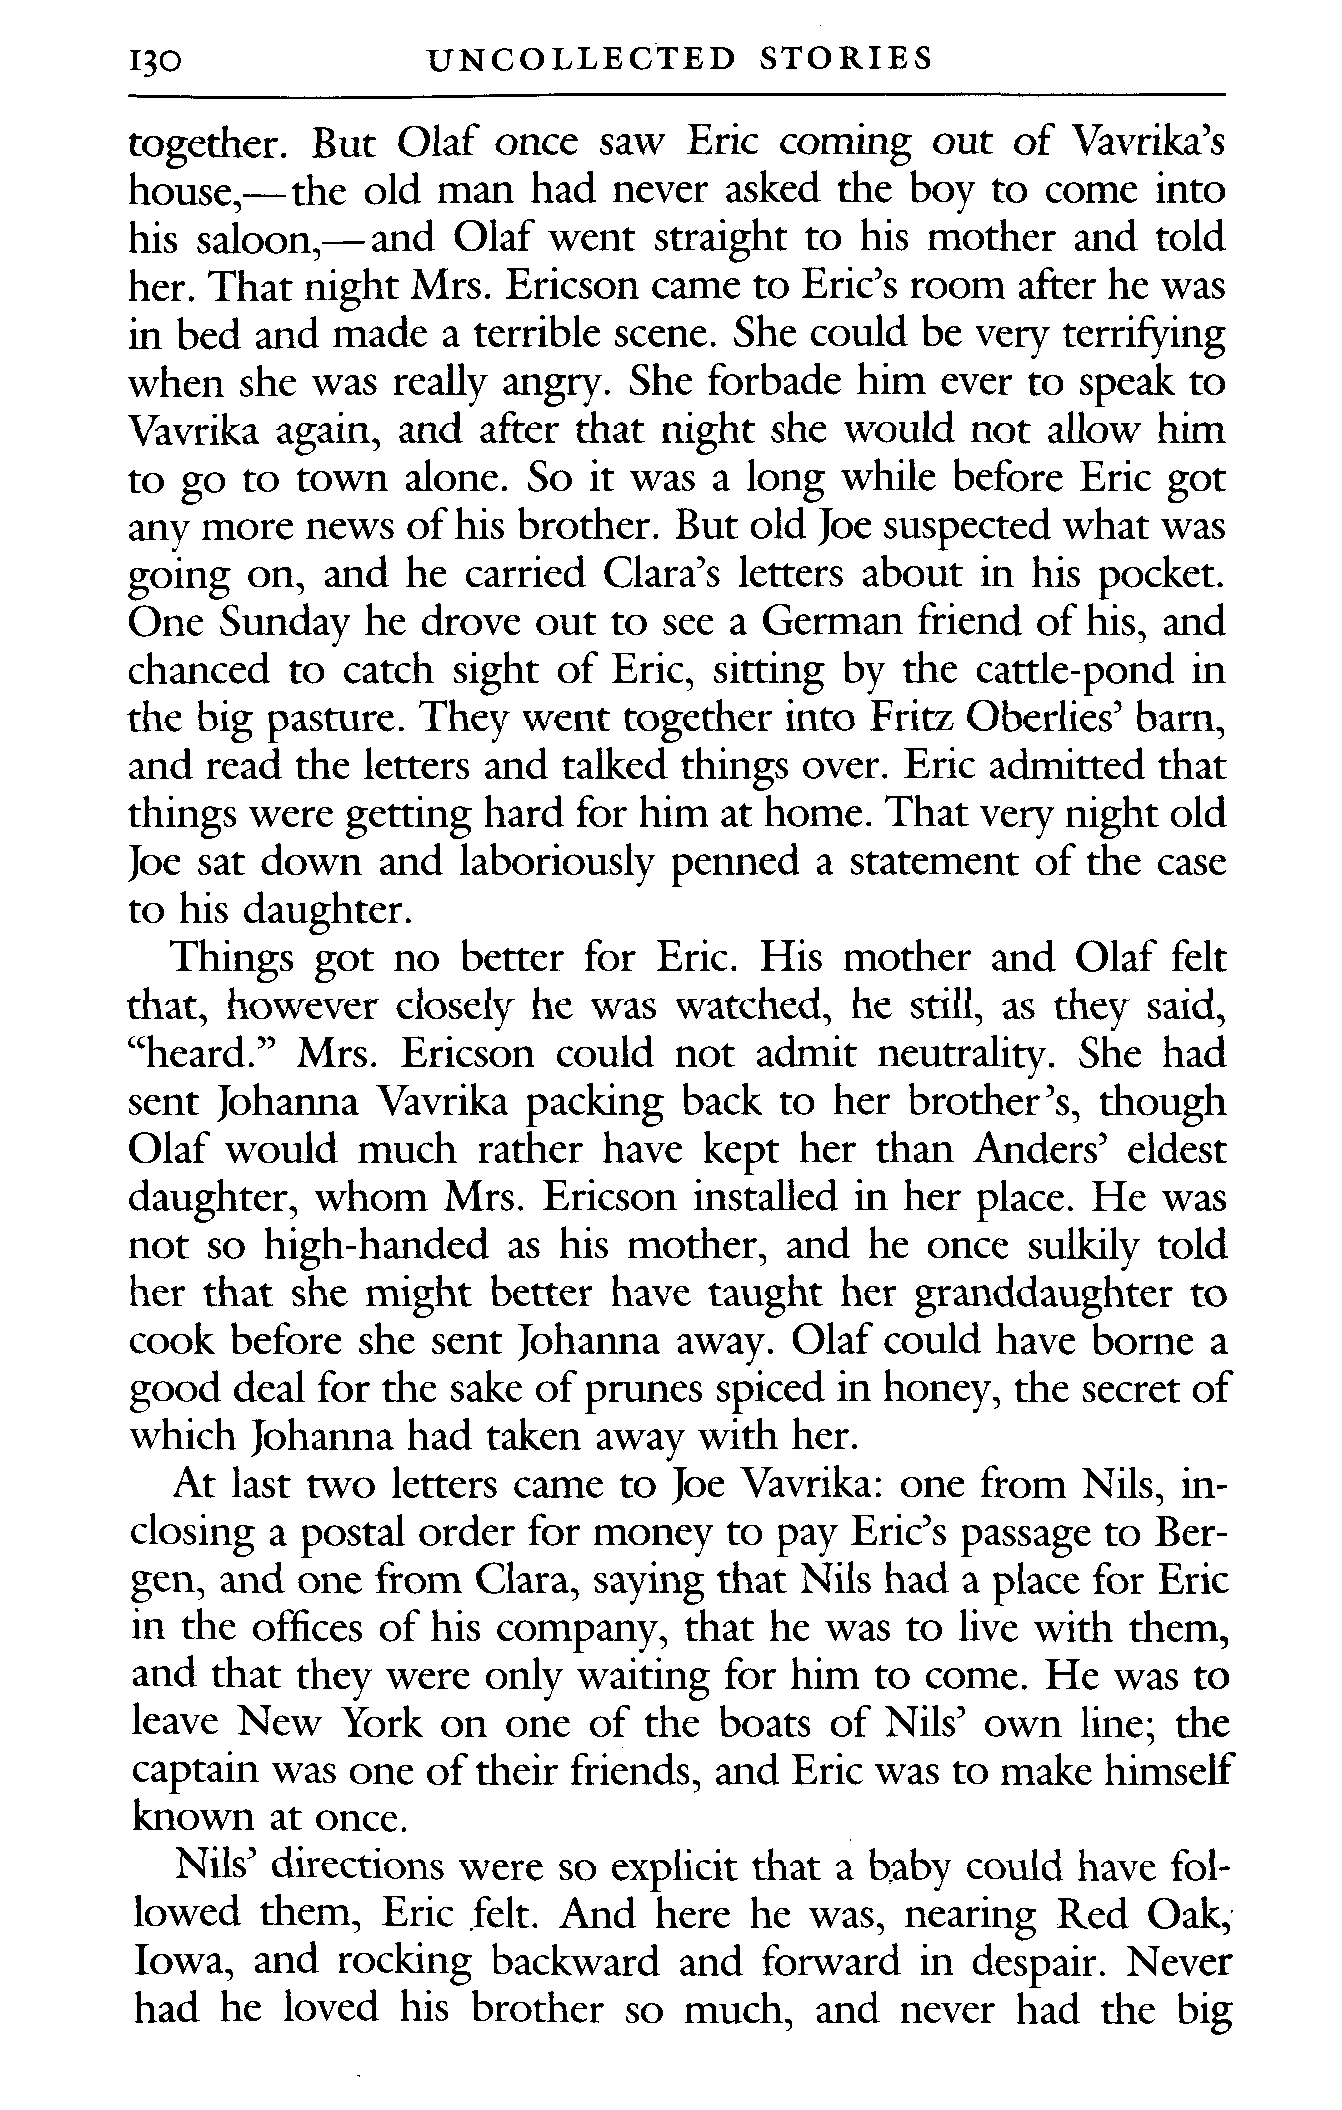 130 UNCOLLECTED STORIES
together. But Olaf once saw Eric coming out of Vavrika’s
house,—the old man had never asked the boy to come into
his saloon,—and Olaf went straight to his mother and told
her. That night Mrs. Ericson came to Eric’s room after he was
in bed and made a terrible scene. She could be very terrifying
when she was really angry. She forbade him ever to speak to
Vavrika again, and after that night she would not allow him
to go to town alone. So it was a long while before Eric got
any more news of his brother. But old Joe suspected what was
going on, and he carried Clara’s letters about in his pocket.
One Sunday he drove out to see a German friend of his, and
chanced to catch sight of Eric, sitting by the cattle-pond in
the big pasture. They went together into Fritz Oberlies’ barn,
and read the letters and talked things over. Eric admitted that
things were getting hard for him at home. That very night old
Joe sat down and laboriously penned a statement of the case
to his daughter.
Things got no better for Eric. His mother and Olaf felt
that, however closely he was watched, he still, as they said,
“heard.” Mrs. Ericson could not admit neutrality. She had
sent Johanna Vavrika packing back to her brother’s, though
Olaf would much rather have kept her than Anders’ eldest
daughter, whom Mrs. Ericson installed in her place. He was
not so high-handed as his mother, and he once sulkily told
her that she might better have taught her granddaughter to
cook before she sent Johanna away. Olaf could have borne a
good deal for the sake of prunes spiced in honey, the secret of
which Johanna had taken away with her.
At last two letters came to Joe Vavrika: one from Nils, in-
closing a postal order for money to pay Eric’s passage to Ber-
gen, and one from Clara, saying that Nils had a place for Eric
in the offices of his company, that he was to live with them,
and that they were only waiting for him to come. He was to
leave New York on one of the boats of Nils’ own line; the
captain was one of their friends, and Eric was to make himself
known at once.
Nils’ directions were so explicit that a baby could have fol-
lowed them, Eric felt. And here he was, nearing Red Oak,
Iowa, and rocking backward and forward in despair. Never
had he loved his brother so much, and never had the big